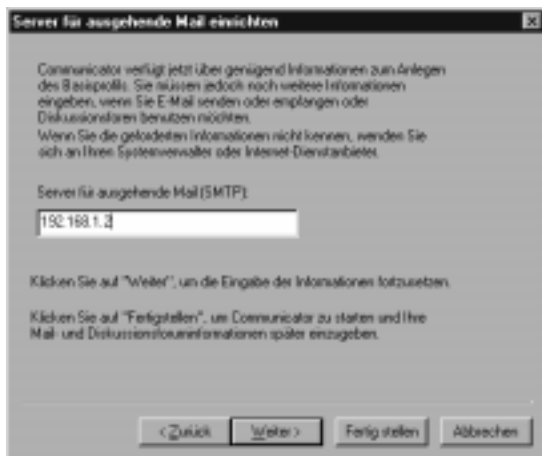 Server für ausgehende Mail einrichten
Communicator verfügt jetzt über genügend Informationen zum Anlegen
des Basisprofils. Sie müssen jedoch noch weitere Informationen
eingeben, wenn Sie E-Mail senden oder empfangen oder
Diskussionsforen benutzen möchten.
Wenn Sie die geforderten Informationen nicht kennen, wenden Sie
sich an Ihren Systemverwalter oder Internet-Dienstanbieter.
Server für ausgehende Mail (SMTP):
192.168.1.2
Klicken Sie auf "Weiter", um die Eingabe der Informationen fortzusetzen.
Klicken Sie auf "Fertigstellen", um Communicator zu starten und Ihre
Mail- und Diskussionsforuminformationen später einzugeben.
< Zurück Weiter > Fertig stellen Abbrechen